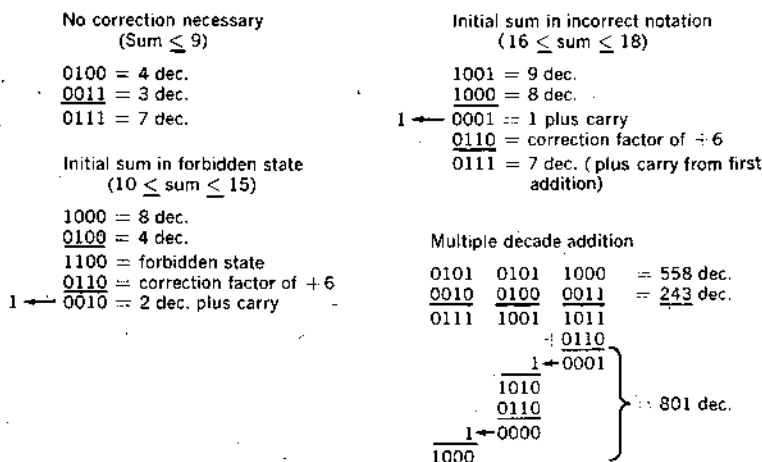 No correction necessary
(Sum ≤ 9)
0100 = 4 dec.
0011 = 3 dec.
0111 = 7 dec.
Initial sum in forbidden state
(10 ≤ sum ≤ 15)
1000 = 8 dec.
0100 = 4 dec.
1100 = forbidden state
0110 = correction factor of +6
1 ← 0010 = 2 dec. plus carry
Initial sum in incorrect notation
(16 ≤ sum ≤ 18)
1001 = 9 dec.
1000 = 8 dec.
1 ← 0001 = 1 plus carry
0110 = correction factor of +6
0111 = 7 dec. (plus carry from first
addition)
Multiple decade addition
0101 0101 1000 = 558 dec.
0010 0100 0011 = 243 dec.
0111 1001 1011
+ 0110
1 ← 0001
1010
0110
1 ← 0000
1000
= 801 dec.